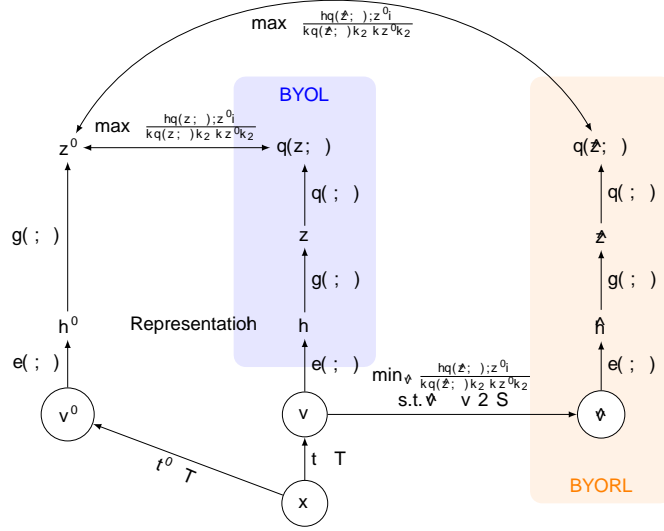 max hq(ẑ; );z⁰i
kq(ẑ; )k₂ kz⁰k₂
BYOL
max hq(z; );z⁰i
kq(z; )k₂ kz⁰k₂
z⁰ q(z; ) q(ẑ; )
q( ; ) q( ; )
g( ; ) z ẑ
g( ; ) g( ; )
h⁰ Representation h ĥ
e( ; ) e( ; ) e( ; )
min_v̂ hq(ẑ; );z⁰i
kq(ẑ; )k₂ kz⁰k₂
s.t. v̂ v 2 S
v⁰ v v̂
t⁰ T t T
BYORL
x